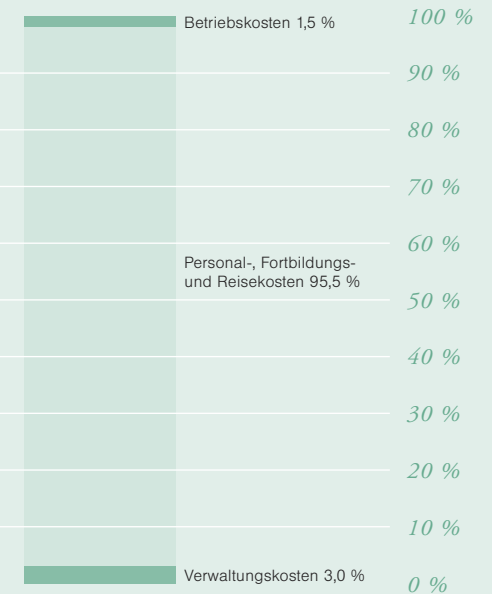 Betriebskosten 1,5 %
100 %
90 %
80 %
70 %
60 %
Personal-, Fortbildungs-
und Reisekosten 95,5 %
50 %
40 %
30 %
20 %
10 %
Verwaltungskosten 3,0 %
0 %